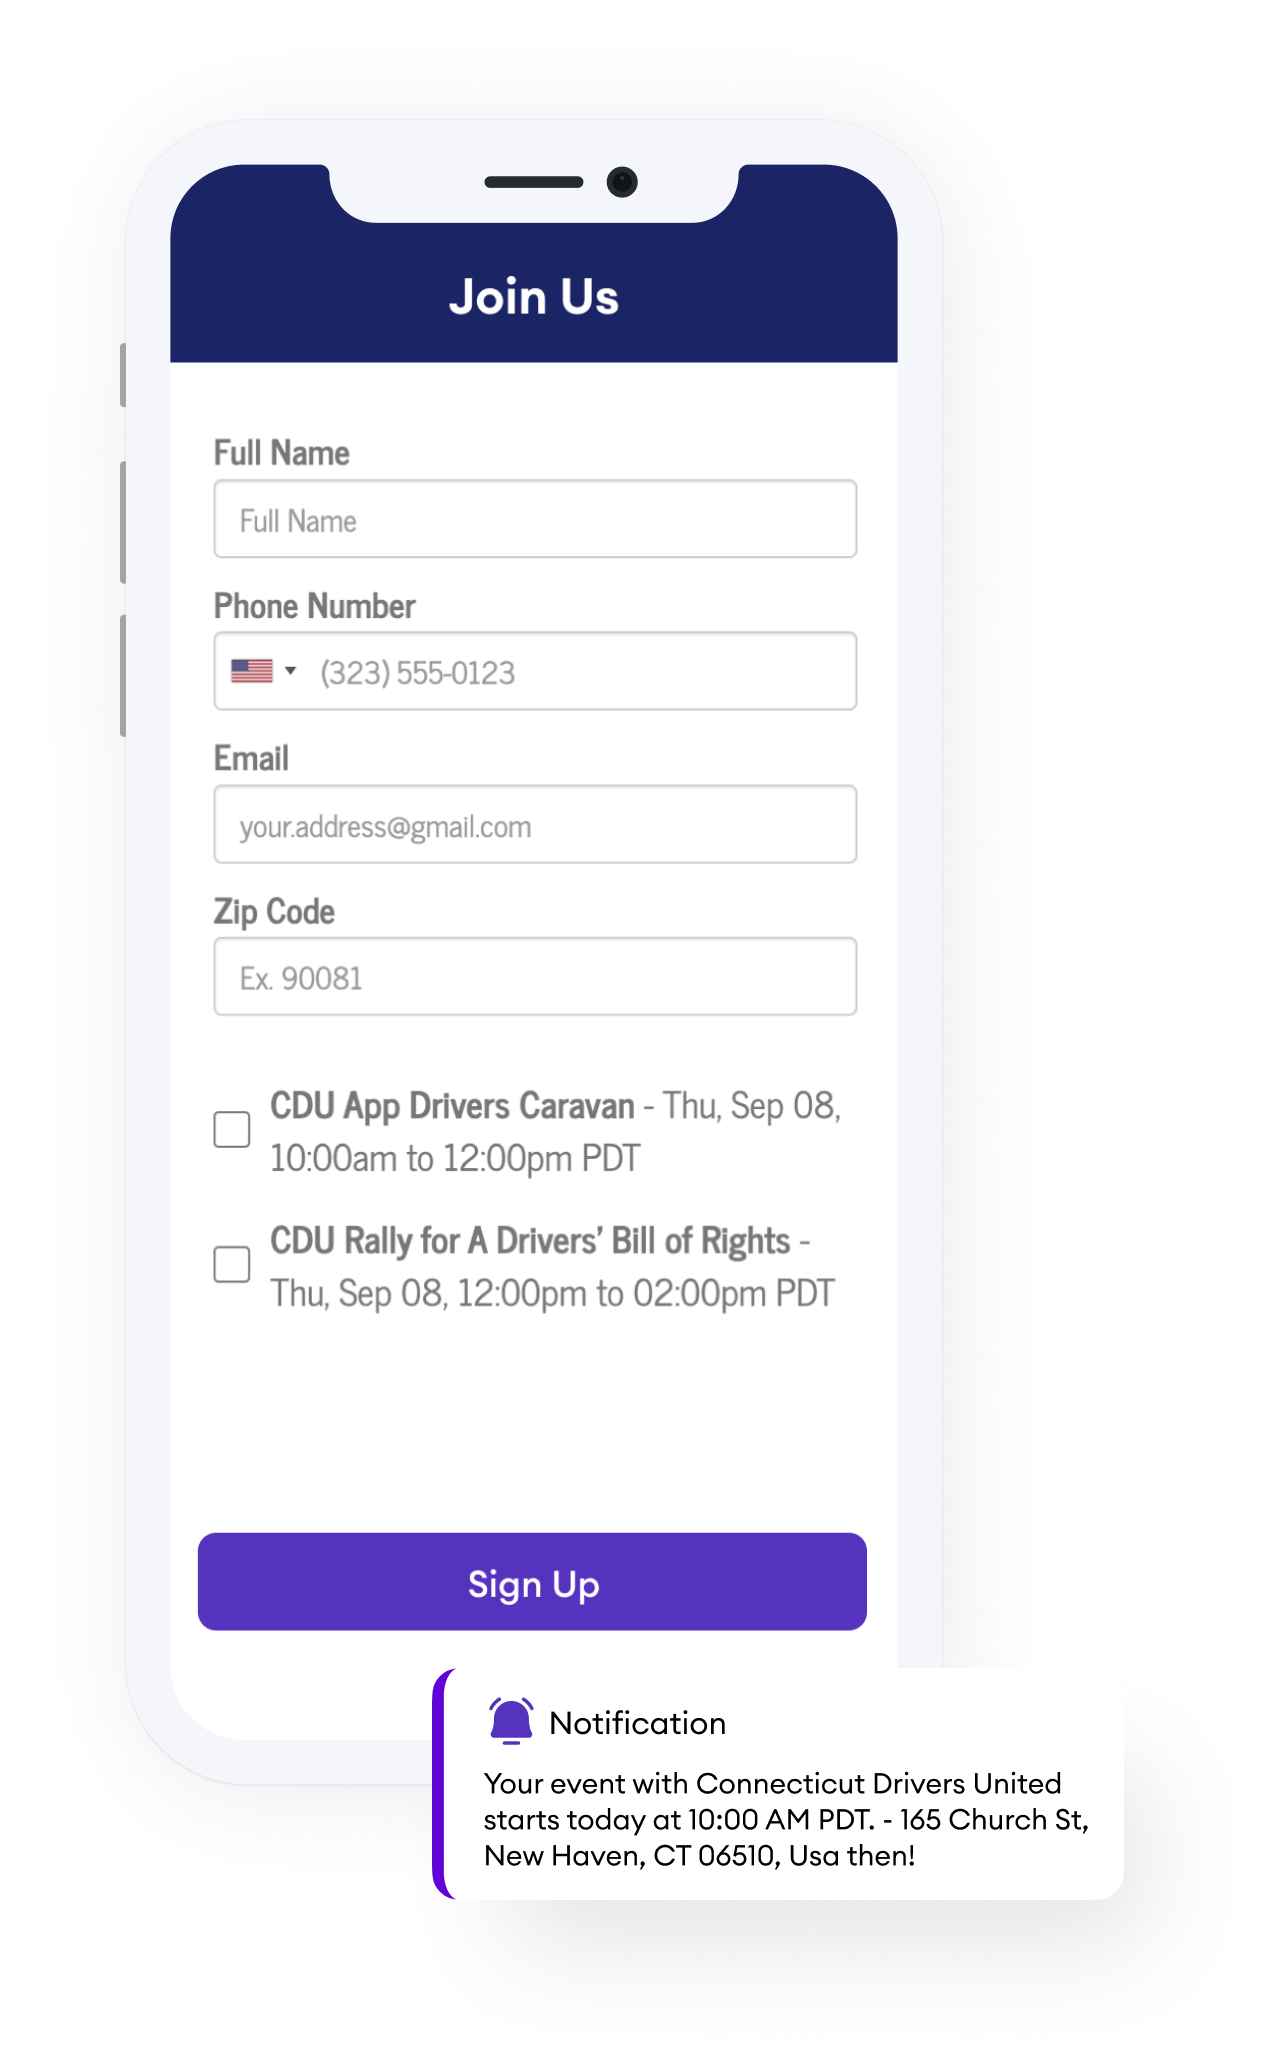 Join Us
Full Name
Full Name
Phone Number
(323) 555-0123
Email
your.address@gmail.com
Zip Code
Ex. 90081
CDU App Drivers Caravan - Thu, Sep 08,
10:00am to 12:00pm PDT
CDU Rally for A Drivers’ Bill of Rights -
Thu, Sep 08, 12:00pm to 02:00pm PDT
Sign Up
Notification
Your event with Connecticut Drivers United
starts today at 10:00 AM PDT. - 165 Church St,
New Haven, CT 06510, Usa then!